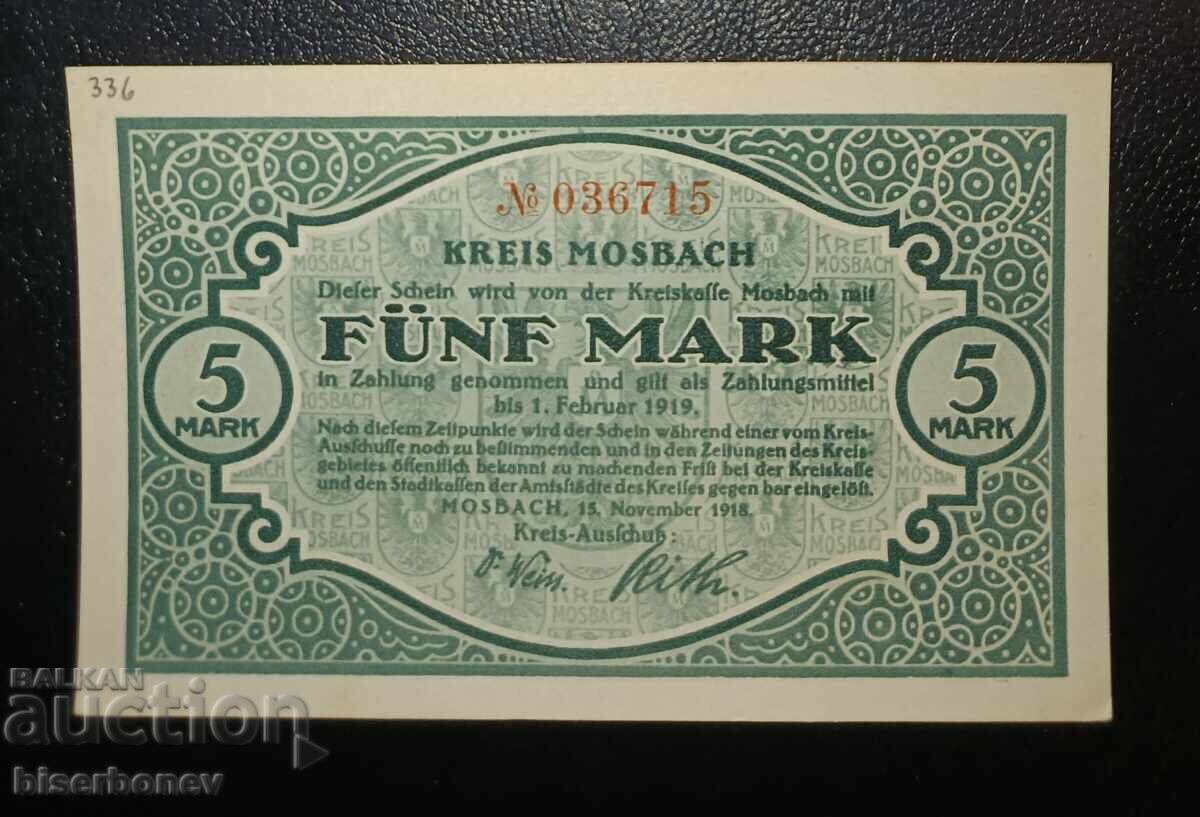 336
№ 036715
KREIS MOSBACH
Dieser Schein wird von der Kreiskasse Mosbach mit
FÜNF MARK
in Zahlung genommen und gilt als Zahlungsmittel
bis 1. Februar 1919.
Nach diesem Zeitpunkte wird der Schein während einer vom Kreis-
Ausschusse noch zu bestimmenden und in den Zeitungen des Kreis-
gebietes öffentlich bekannt zu machenden Frist bei der Kreiskasse
und den Stadtkassen der Amtsstädte des Kreises gegen bar eingelöst.
MOSBACH, 15. November 1918.
Kreis-Ausschuß:
5
MARK
5
MARK
KREIS
MOSBACH
BALKAN
auction
biserbonev